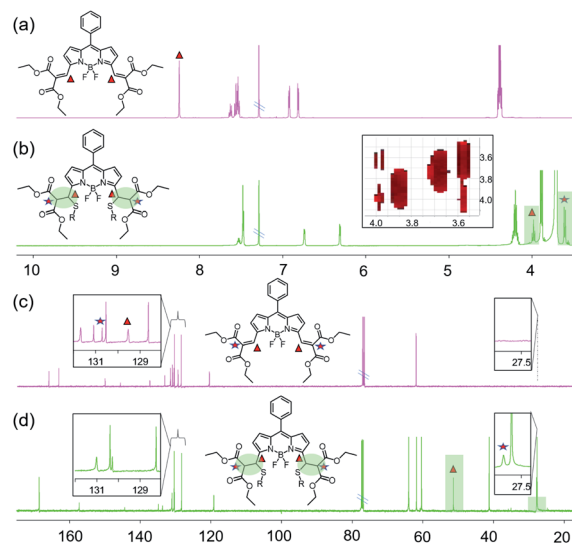 (a)
O O
O O
N N
B
F F
O O
O O
(b)
O O
O O
N N
B
F F
S S
R R
O O
O O
3.6
3.8
4.0
4.0 3.8 3.6
10 9 8 7 6 5 4
(c)
131 129
O O
O O
N N
B
F F
O O
O O
27.5
(d)
131 129
O O
O O
N N
B
F F
S S
R R
O O
O O
27.5
160 140 120 100 80 60 40 20